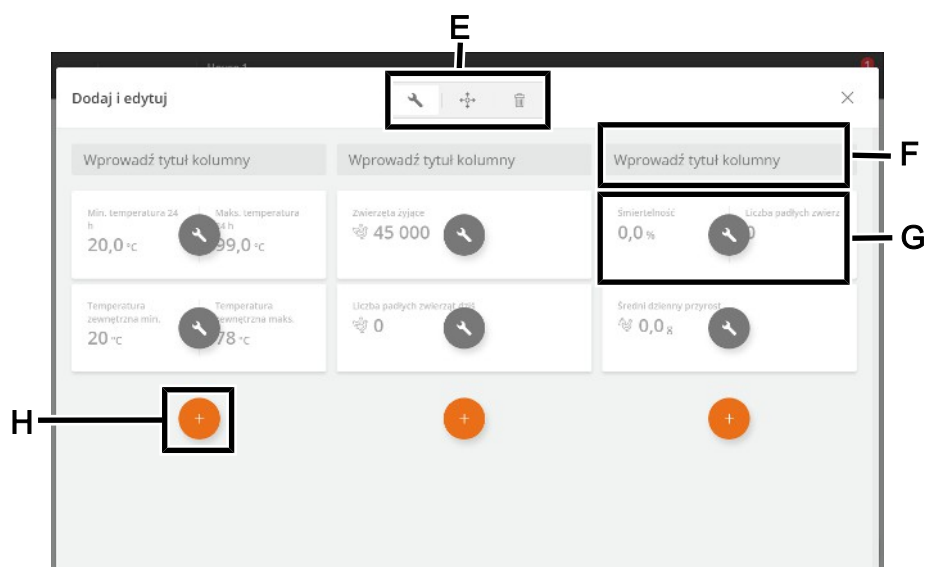 E
1
Dodaj i edytuj
Wprowadź tytuł kolumny
Wprowadź tytuł kolumny
Wprowadź tytuł kolumny
F
Min. temperatura 24
h
20,0 °C
Maks. temperatura
24 h
99,0 °C
Zwierzęta żyjące
45 000
Śmiertelność
0,0 %
Liczba padłych zwierz
0
G
Temperatura
zewnętrzna min.
20 °C
Temperatura
zewnętrzna maks.
78 °C
Liczba padłych zwierząt dziś
0
Średni dzienny przyrost
0,0 g
H
+
+
+